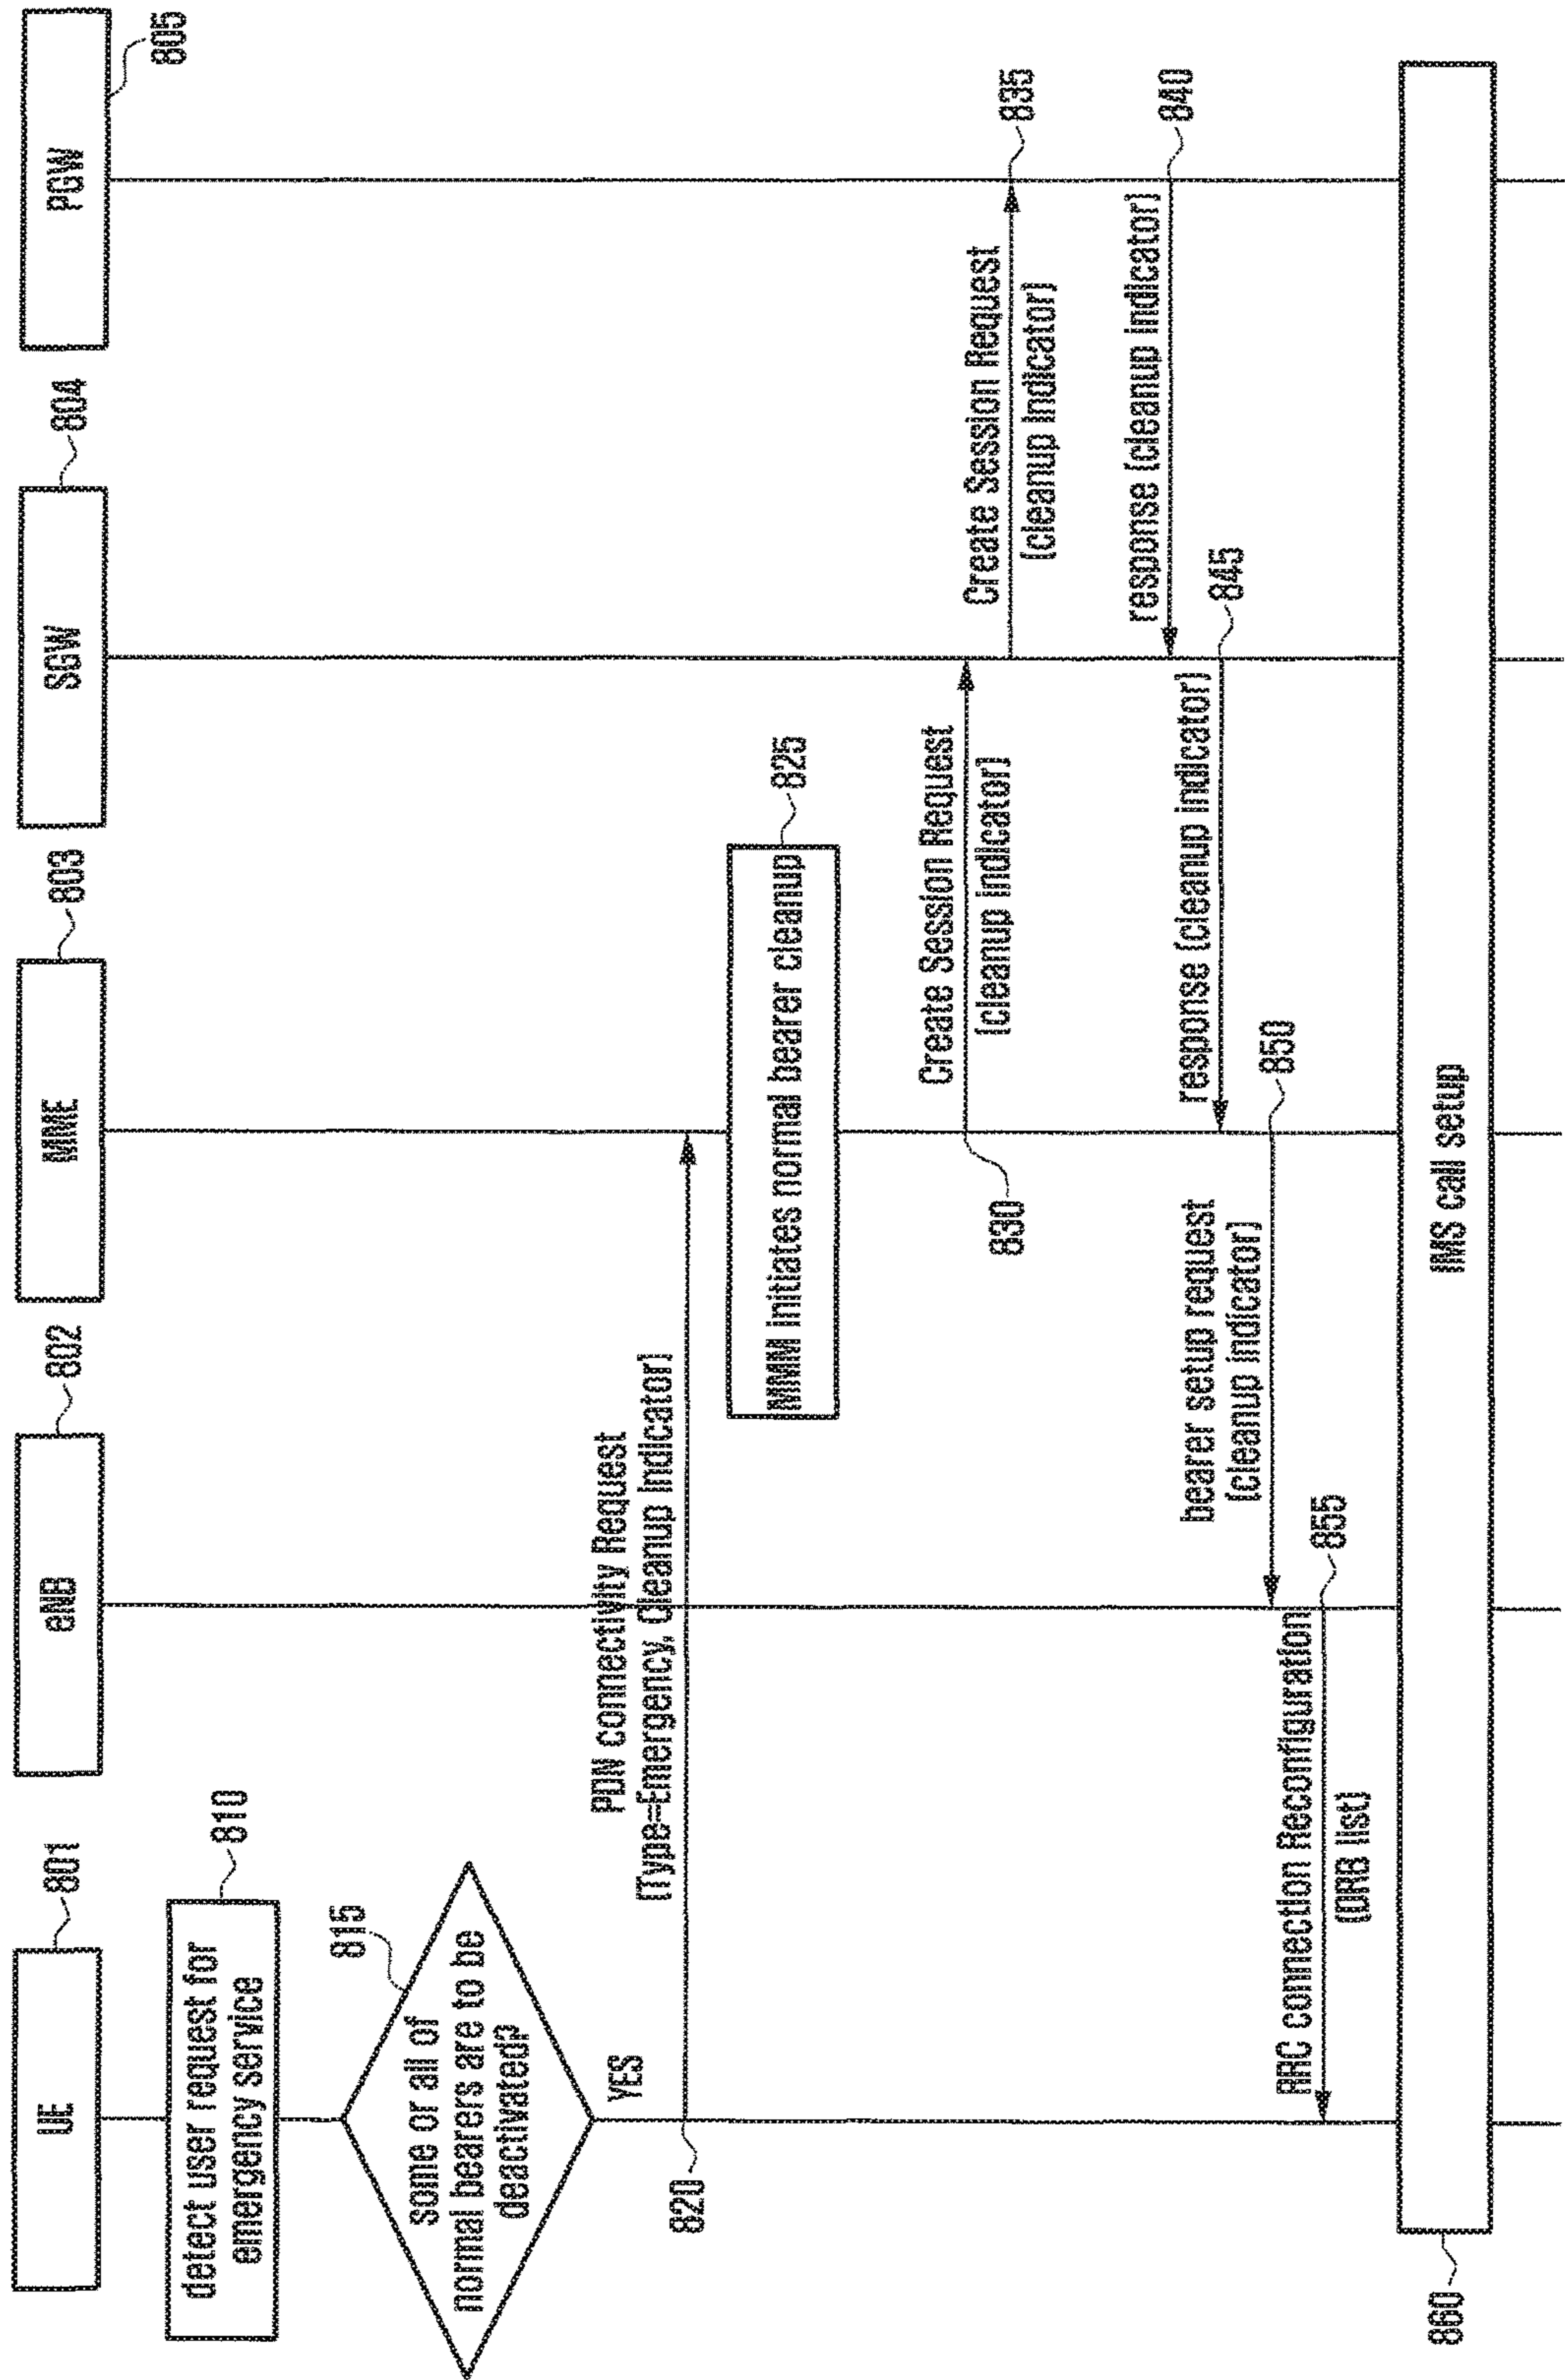 UE
801
eNB
802
MME
803
SGW
804
PGW
805
detect user request for
emergency service
810
some or all of
normal bearers are to be
deactivated?
815
YES
PDN connectivity Request
(Type=Emergency, Cleanup Indicator)
820
MMM initiates normal bearer cleanup
825
Create Session Request
(cleanup indicator)
830
Create Session Request
(cleanup indicator)
835
response (cleanup indicator)
840
response (cleanup indicator)
845
bearer setup request
(cleanup indicator)
850
RRC connection Reconfiguration
(DRB list)
855
IMS call setup
860